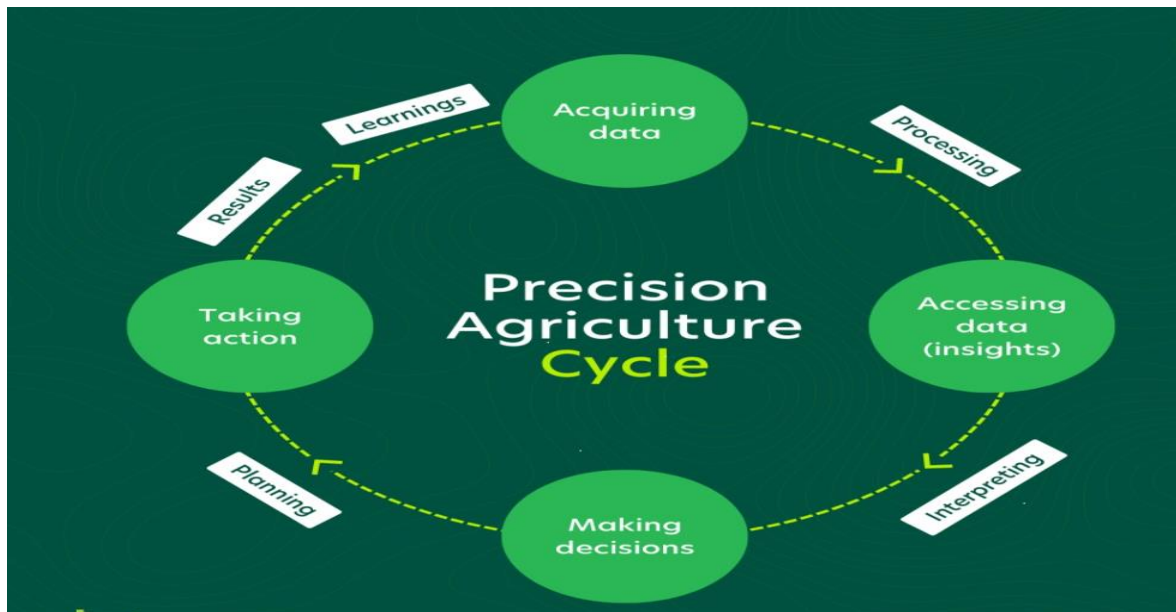 Acquiring
data
Processing
Accessing
data
(insights)
Interpreting
Making
decisions
Planning
Taking
action
Results
Learnings
Precision
Agriculture
Cycle